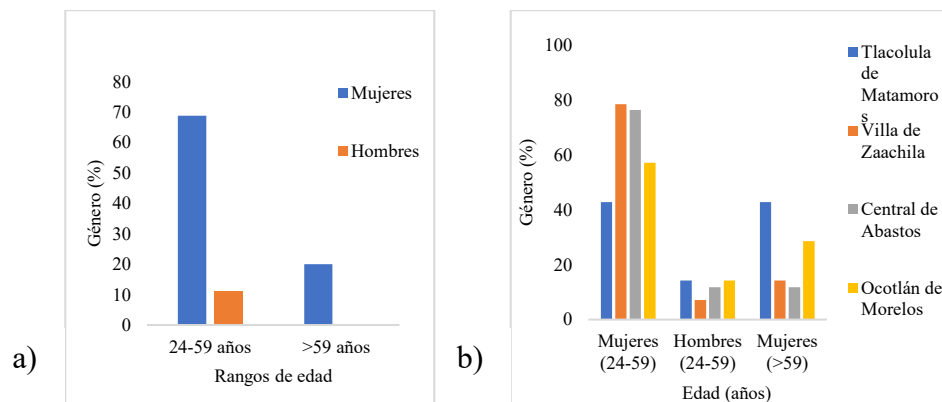 80
70
60
50
40
30
20
10
0
Género (%)
24-59 años
>59 años
Rangos de edad
Mujeres
Hombres
a)
100
80
60
40
20
0
Género (%)
Mujeres
(24-59)
Hombres
(24-59)
Mujeres
(>59)
Edad (años)
Tlacolula
de
Matamoro
s
Villa de
Zaachila
Central de
Abastos
Ocotlán de
Morelos
b)